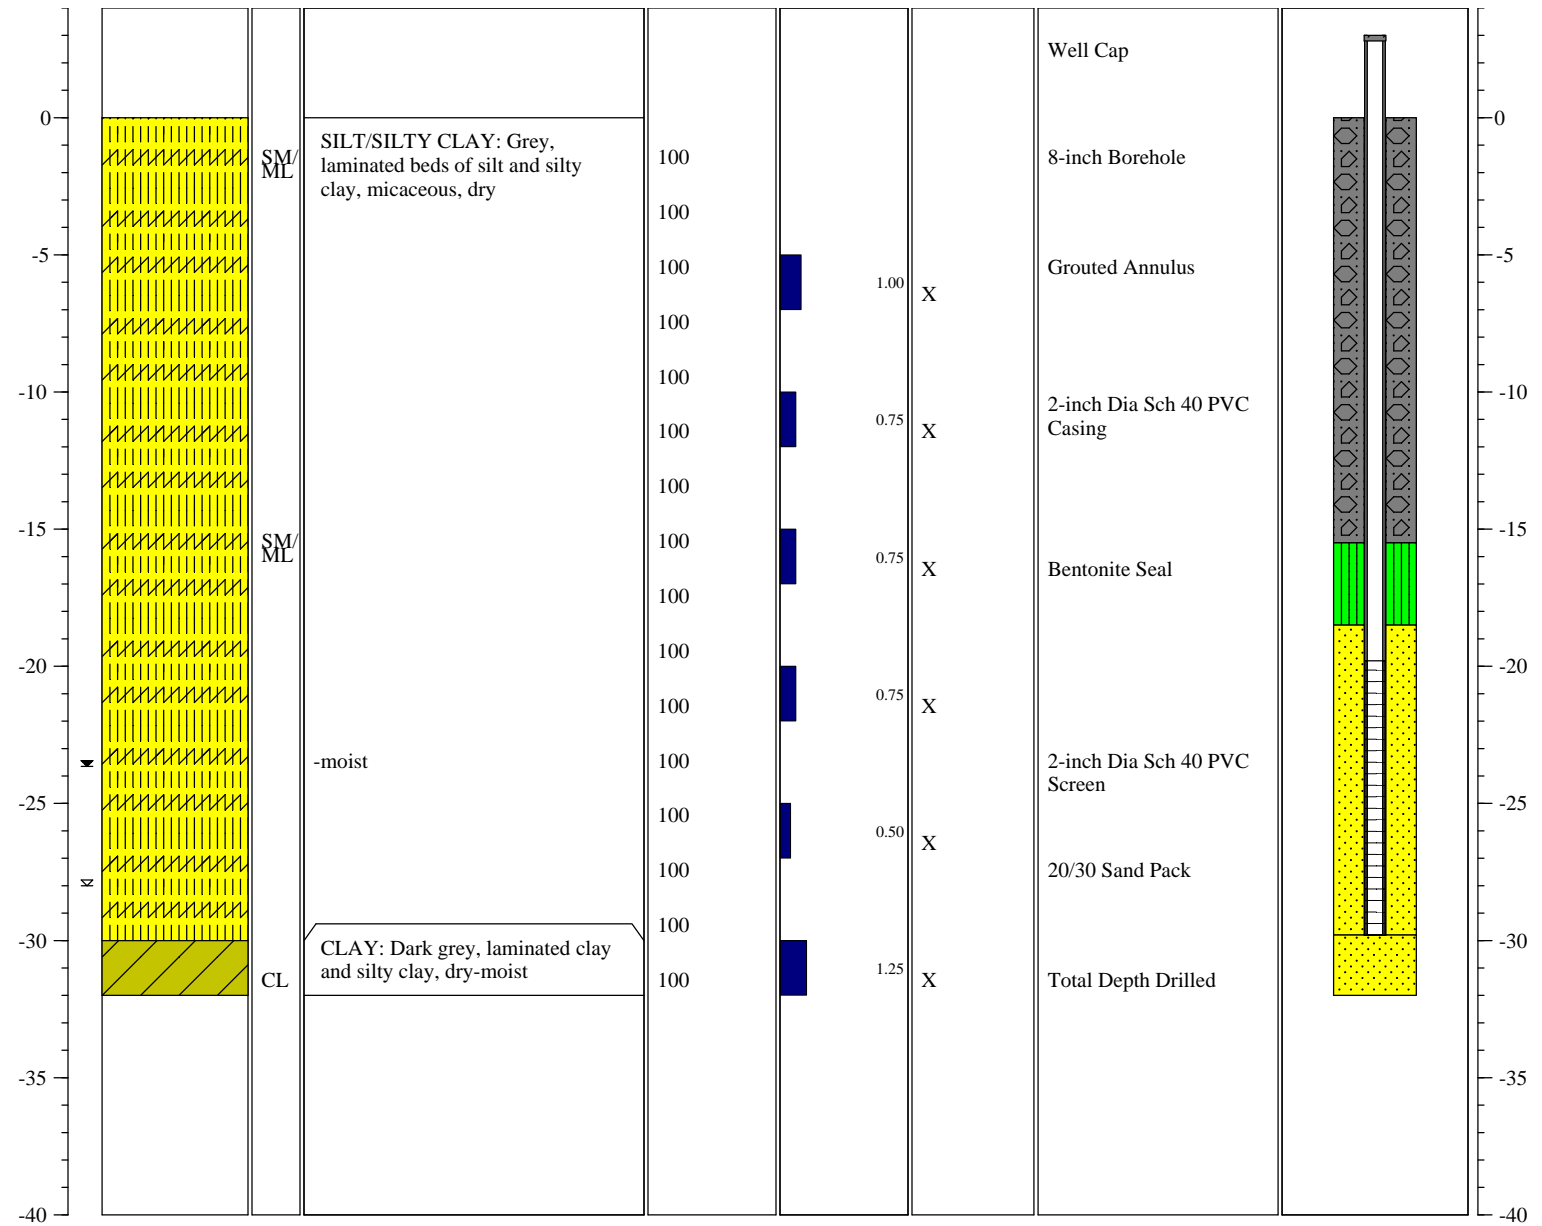 Well Cap
0
0
SILT/SILTY CLAY: Grey,
laminated beds of silt and silty
clay, micaceous, dry
SM/
ML
100
8-inch Borehole
100
-5
100
Grouted Annulus
-5
1.00
X
100
100
-10
2-inch Dia Sch 40 PVC
Casing
-10
0.75
100
X
100
-15
-15
SM/
ML
100
0.75
X
Bentonite Seal
100
100
-20
-20
0.75
100
X
-moist
100
2-inch Dia Sch 40 PVC
Screen
-25
-25
100
0.50
X
100
20/30 Sand Pack
100
-30
-30
CLAY: Dark grey, laminated clay
and silty clay, dry-moist
1.25
CL
100
X
Total Depth Drilled
-35
-35
-40
-40